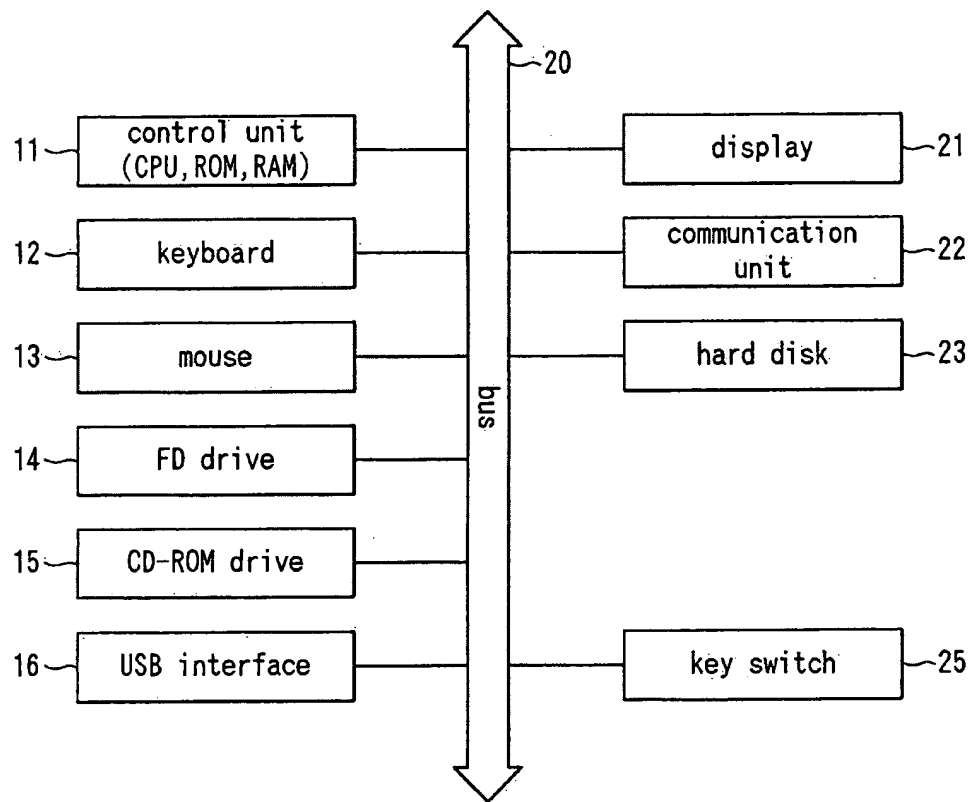 20
11
control unit
(CPU,ROM,RAM)
display
21
12
keyboard
communication
unit
22
13
mouse
hard disk
23
bus
14
FD drive
15
CD-ROM drive
16
USB interface
key switch
25